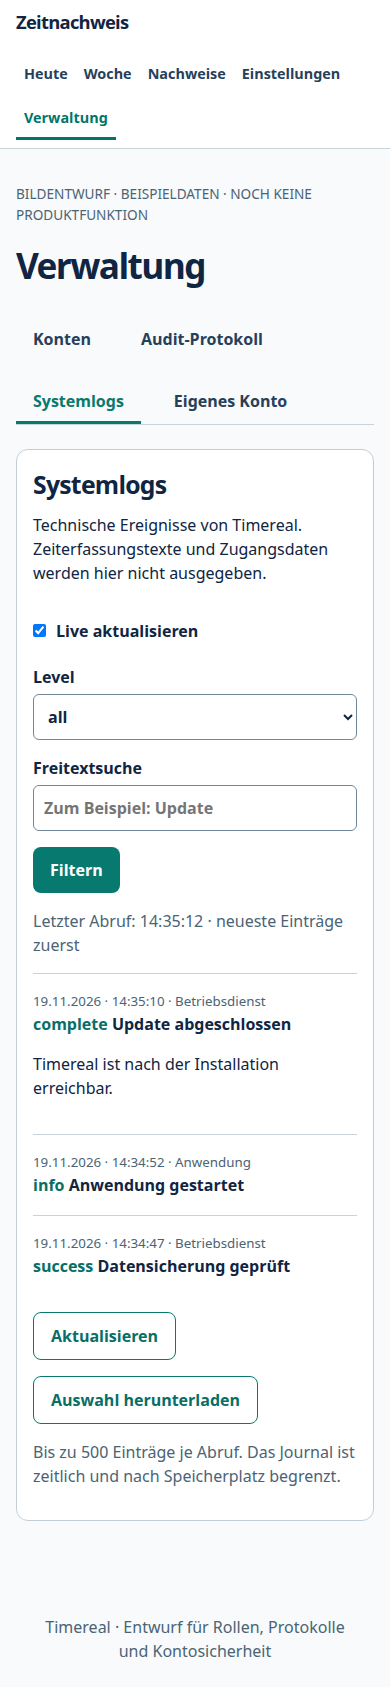 Zeitnachweis
Heute Woche Nachweise Einstellungen
Verwaltung
BILDENTWURF · BEISPIELDATEN · NOCH KEINE
PRODUKTFUNKTION
Verwaltung
Konten Audit-Protokoll
Systemlogs Eigenes Konto
Systemlogs
Technische Ereignisse von Timereal.
Zeiterfassungstexte und Zugangsdaten
werden hier nicht ausgegeben.
Live aktualisieren
Level
all
Freitextsuche
Zum Beispiel: Update
Filtern
Letzter Abruf: 14:35:12 · neueste Einträge
zuerst
19.11.2026 · 14:35:10 · Betriebsdienst
complete Update abgeschlossen
Timereal ist nach der Installation
erreichbar.
19.11.2026 · 14:34:52 · Anwendung
info Anwendung gestartet
19.11.2026 · 14:34:47 · Betriebsdienst
success Datensicherung geprüft
Aktualisieren
Auswahl herunterladen
Bis zu 500 Einträge je Abruf. Das Journal ist
zeitlich und nach Speicherplatz begrenzt.
Timereal · Entwurf für Rollen, Protokolle
und Kontosicherheit